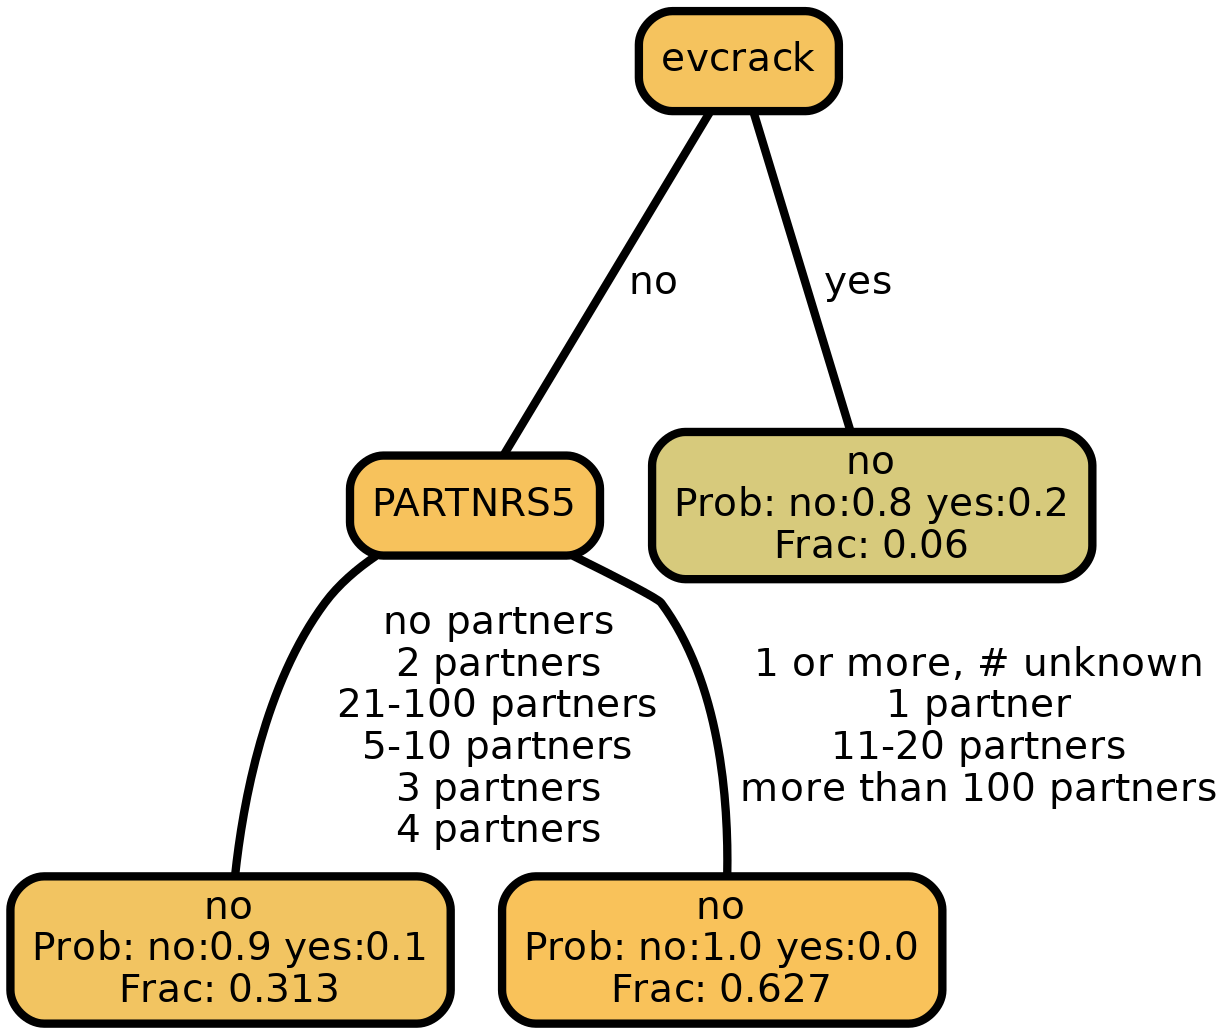 evcrack
no
yes
PARTNRS5
no
Prob: no:0.8 yes:0.2
Frac: 0.06
no partners
2 partners
21-100 partners
5-10 partners
3 partners
4 partners
1 or more, # unknown
1 partner
11-20 partners
more than 100 partners
no
Prob: no:0.9 yes:0.1
Frac: 0.313
no
Prob: no:1.0 yes:0.0
Frac: 0.627